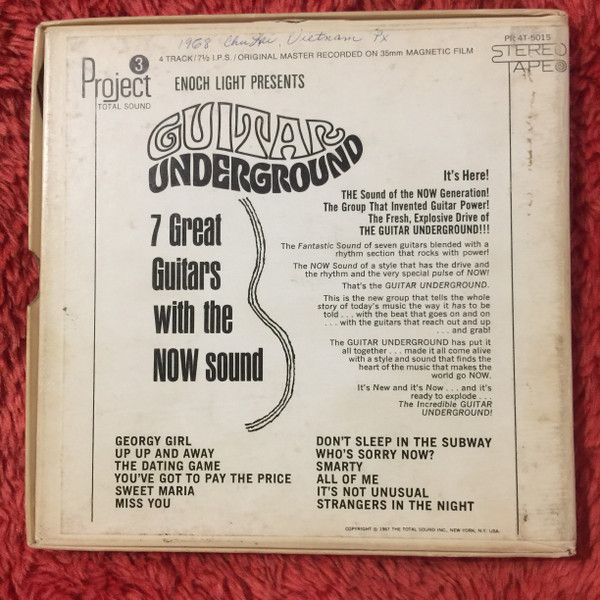 1968 Chu Lai, Vietnam Px
PR 4T-5015
4 TRACK/7½ I.P.S./ORIGINAL MASTER RECORDED ON 35mm MAGNETIC FILM
STEREO
TAPE
Project 3
TOTAL SOUND
ENOCH LIGHT PRESENTS
GUITAR
UNDERGROUND
7 Great
Guitars
with the
NOW sound
It's Here!
THE Sound of the NOW Generation!
The Group That Invented Guitar Power!
The Fresh, Explosive Drive of
THE GUITAR UNDERGROUND!!!
The Fantastic Sound of seven guitars blended with a
rhythm section that rocks with power!
The NOW Sound of a style that has the drive and
the rhythm and the very special pulse of NOW!
That's the GUITAR UNDERGROUND.
This is the new group that tells the whole
story of today's music the way it has to be
told . . . with the beat that goes on and on
. . . with the guitars that reach out and up
. . . and grab!
The GUITAR UNDERGROUND has put it
all together . . . made it all come alive
with a style and sound that finds the
heart of the music that makes the
world go NOW.
It's New and it's Now . . . and it's
ready to explode . . .
The Incredible GUITAR
UNDERGROUND!
GEORGY GIRL
UP UP AND AWAY
THE DATING GAME
YOU'VE GOT TO PAY THE PRICE
SWEET MARIA
MISS YOU
DON'T SLEEP IN THE SUBWAY
WHO'S SORRY NOW?
SMARTY
ALL OF ME
IT'S NOT UNUSUAL
STRANGERS IN THE NIGHT
COPYRIGHT © 1967 THE TOTAL SOUND INC., NEW YORK, N.Y. USA.